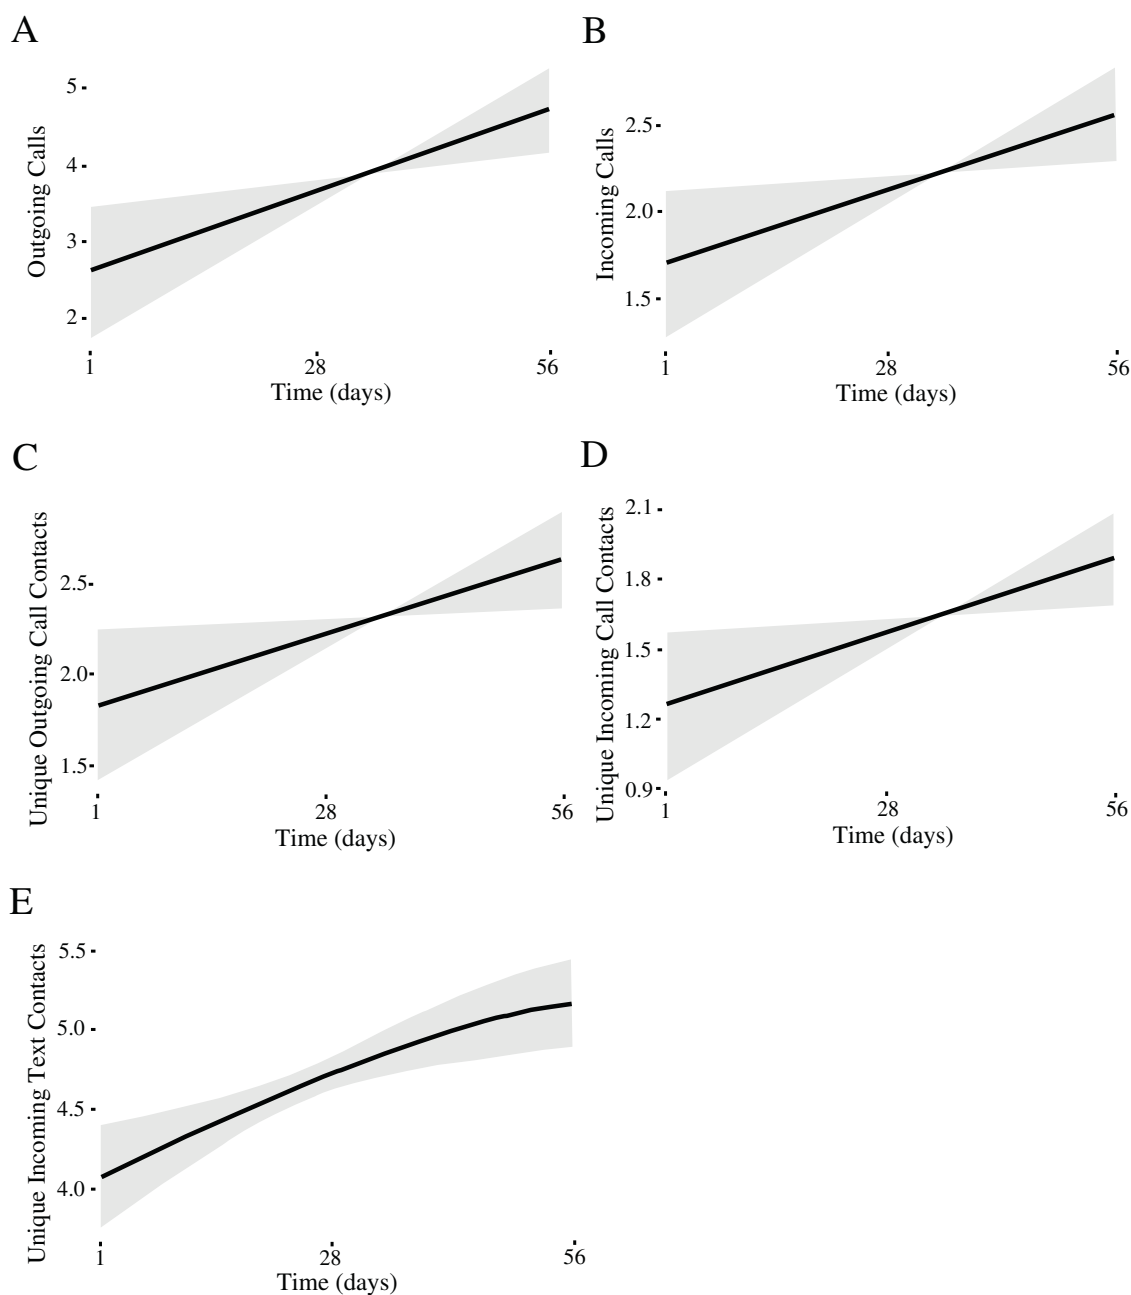 A
Outgoing Calls
5
4
3
2
1
28
56
Time (days)
B
Incoming Calls
2.5
2.0
1.5
1
28
56
Time (days)
C
Unique Outgoing Call Contacts
2.5
2.0
1.5
1
28
56
Time (days)
D
Unique Incoming Call Contacts
2.1
1.8
1.5
1.2
0.9
1
28
56
Time (days)
E
Unique Incoming Text Contacts
5.5
5.0
4.5
4.0
1
28
56
Time (days)